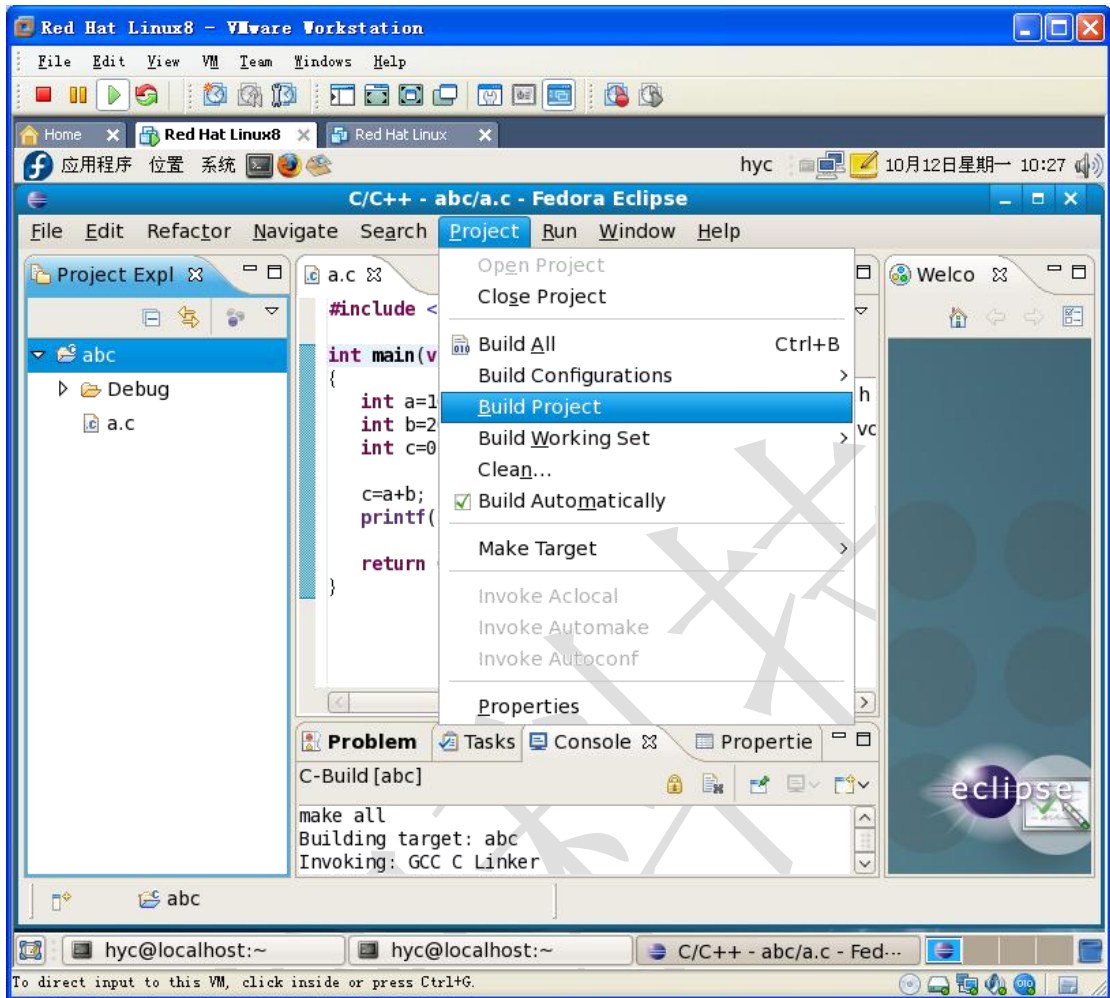 Red Hat Linux8 - VMware Workstation
File Edit View VM Team Windows Help
Home Red Hat Linux8 Red Hat Linux
应用程序 位置 系统 hyc 10月12日星期一 10:27
C/C++ - abc/a.c - Fedora Eclipse
File Edit Refactor Navigate Search Project Run Window Help
Project Expl a.c Welco
Open Project
Close Project
#include <
abc
int main(v
Build All Ctrl+B
{
Build Configurations
Debug
int a=1
Build Project
h
a.c
int b=2
vo
int c=0
Build Working Set
Clean...
c=a+b;
Build Automatically
printf(
Make Target
return
}
Invoke Aclocal
Invoke Automake
Invoke Autoconf
Properties
Problem Tasks Console Propertie
C-Build [abc]
make all
Building target: abc
Invoking: GCC C Linker
eclipse
abc
hyc@localhost:~ hyc@localhost:~ C/C++ - abc/a.c - Fed...
To direct input to this VM, click inside or press Ctrl+G.